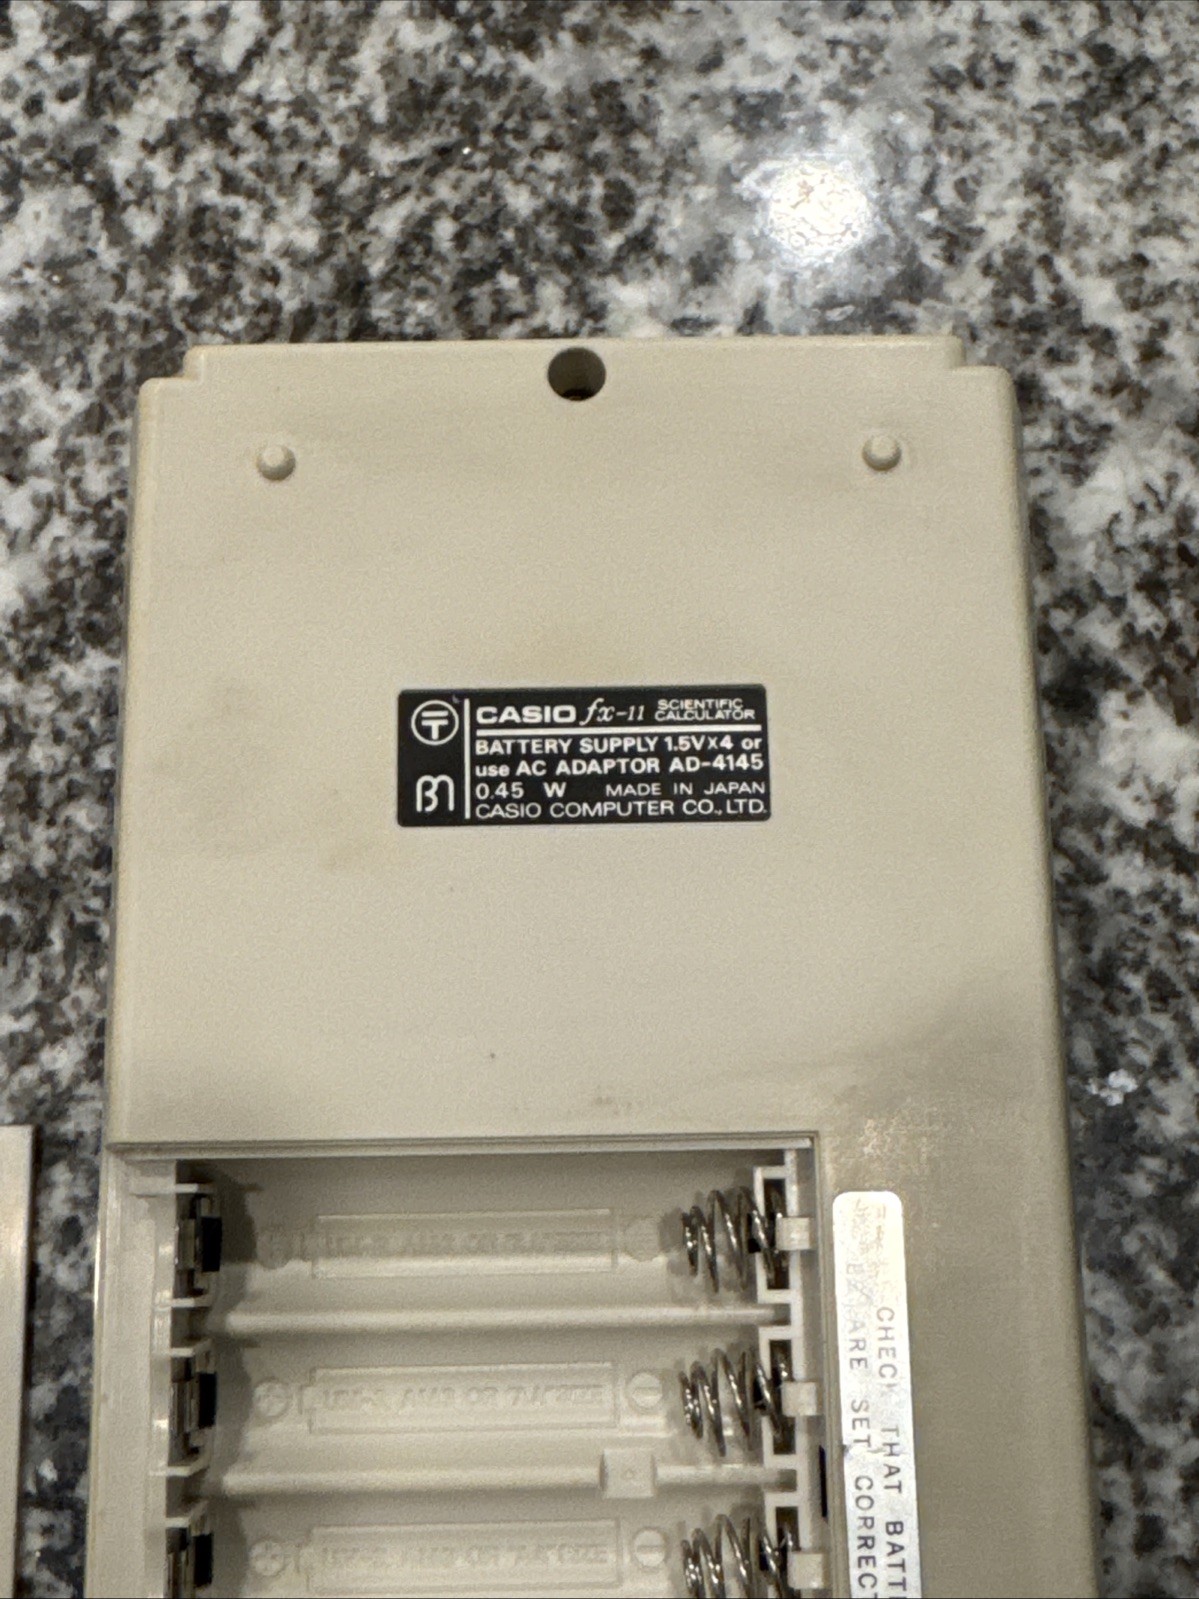 CASIO fx-11 SCIENTIFIC CALCULATOR
BATTERY SUPPLY 1.5V×4 or
use AC ADAPTOR AD-4145
0.45 W MADE IN JAPAN
CASIO COMPUTER CO., LTD.
CHECK THAT BATT
ARE SET CORRECT